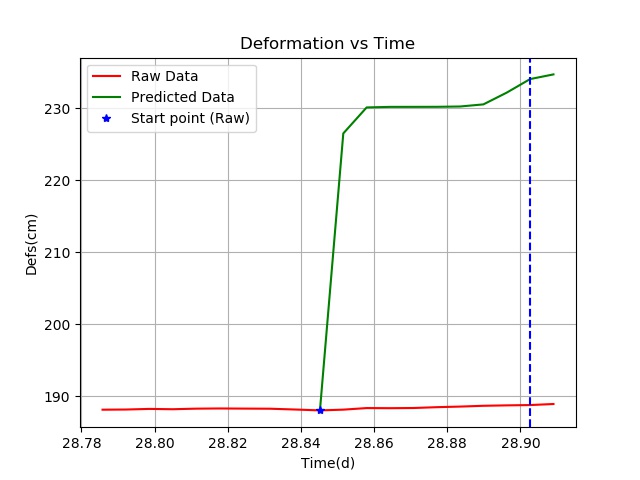 Deformation vs Time
Raw Data
Predicted Data
Start point (Raw)
Defs(cm)
230
220
210
200
190
28.78 28.80 28.82 28.84 28.86 28.88 28.90
Time(d)